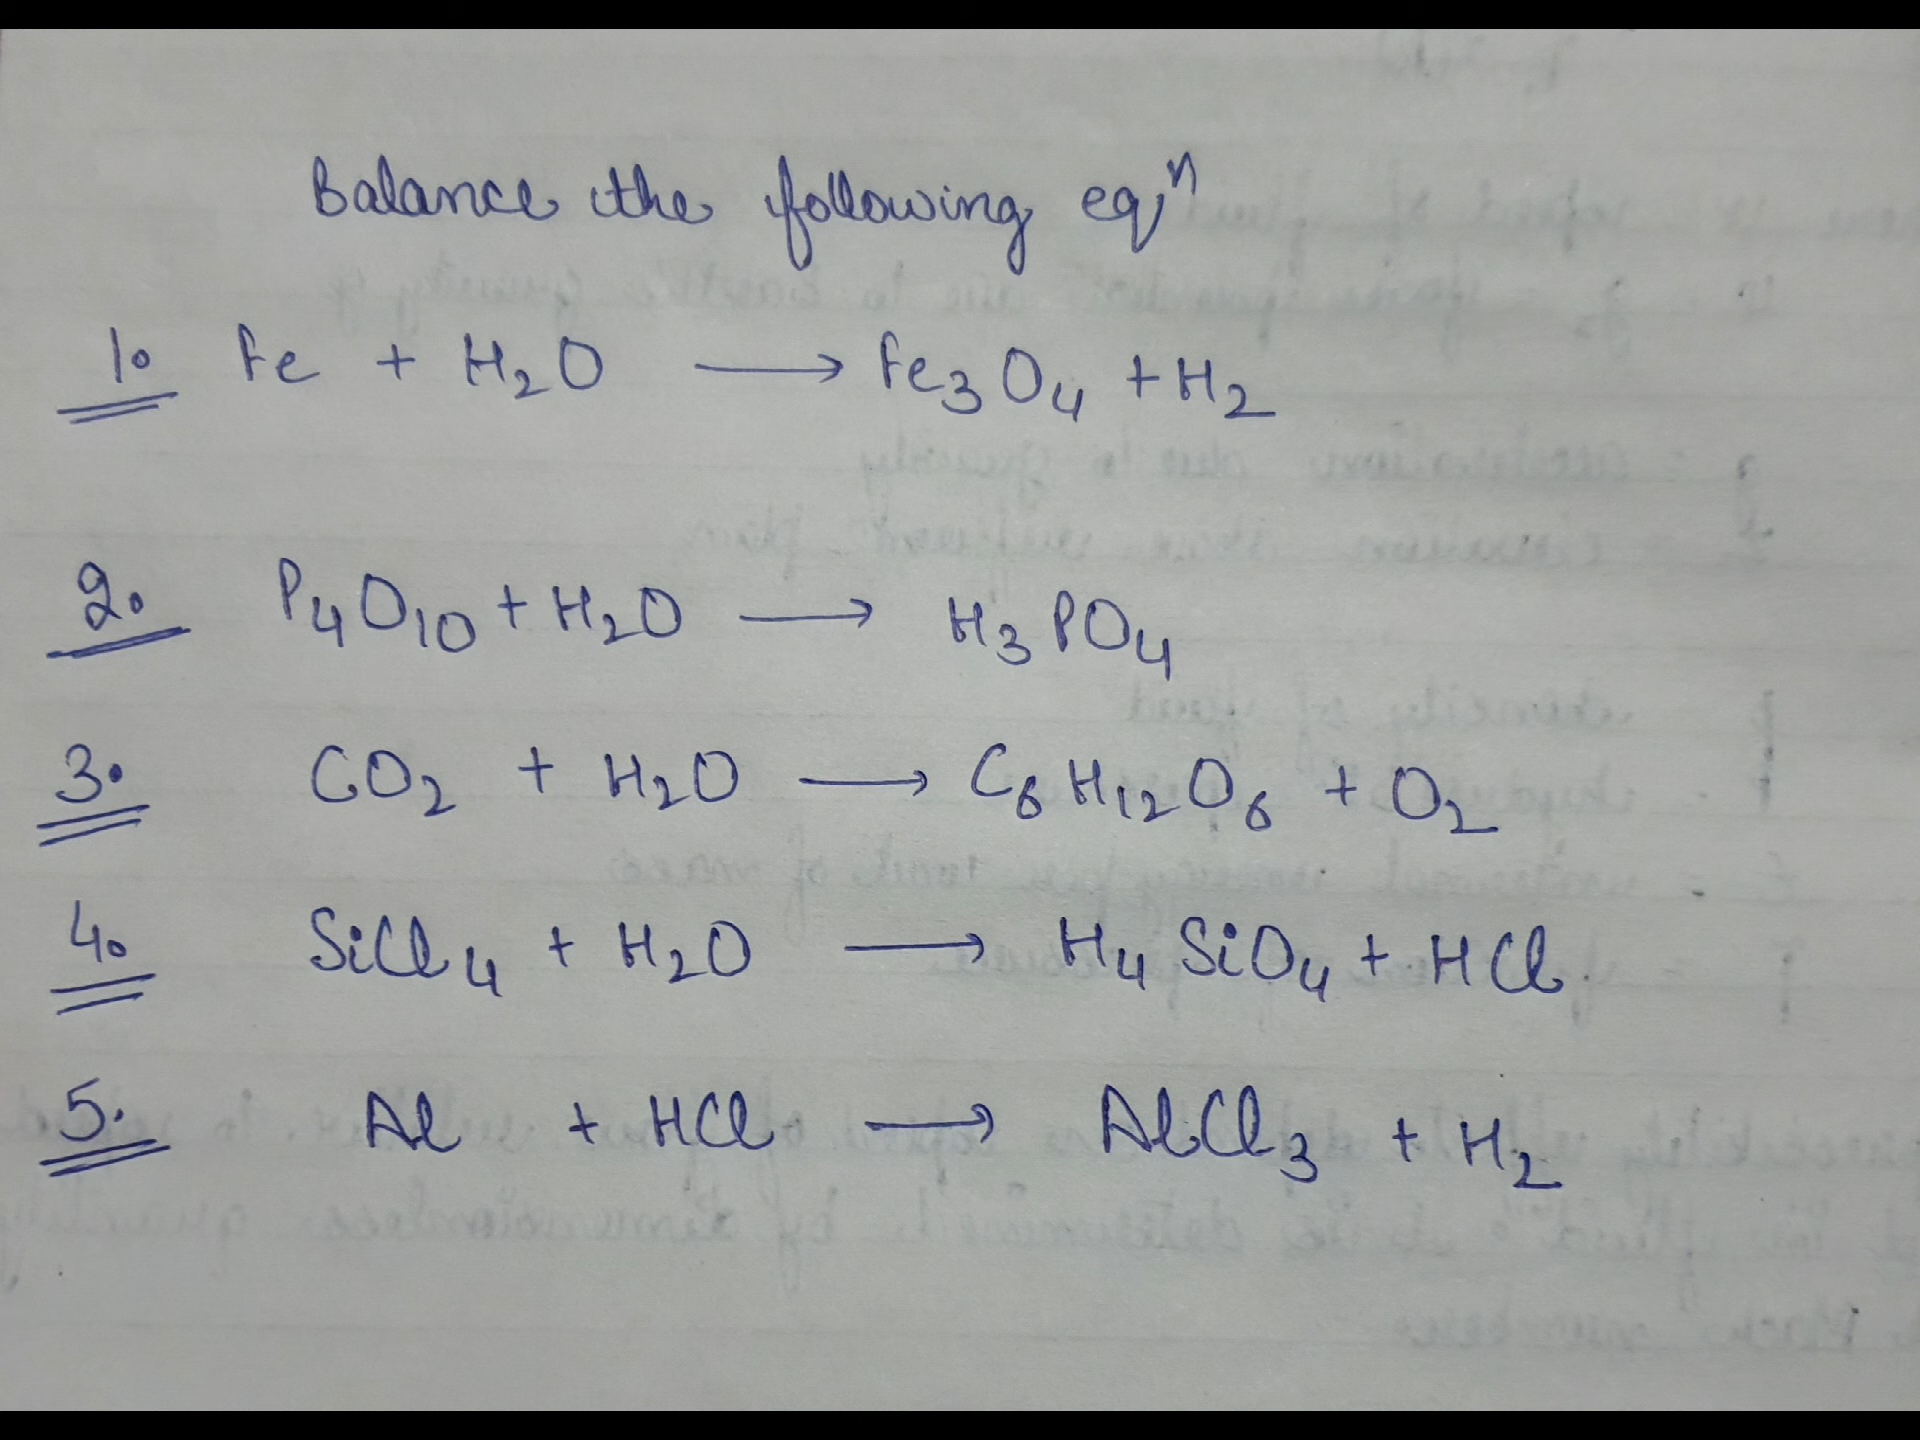 Balance the following eqⁿ
1. Fe + H₂O → Fe₃O₄ + H₂
2. P₄O₁₀ + H₂O → H₃PO₄
3. CO₂ + H₂O → C₆H₁₂O₆ + O₂
4. SiCl₄ + H₂O → H₄SiO₄ + HCl
5. Al + HCl → AlCl₃ + H₂